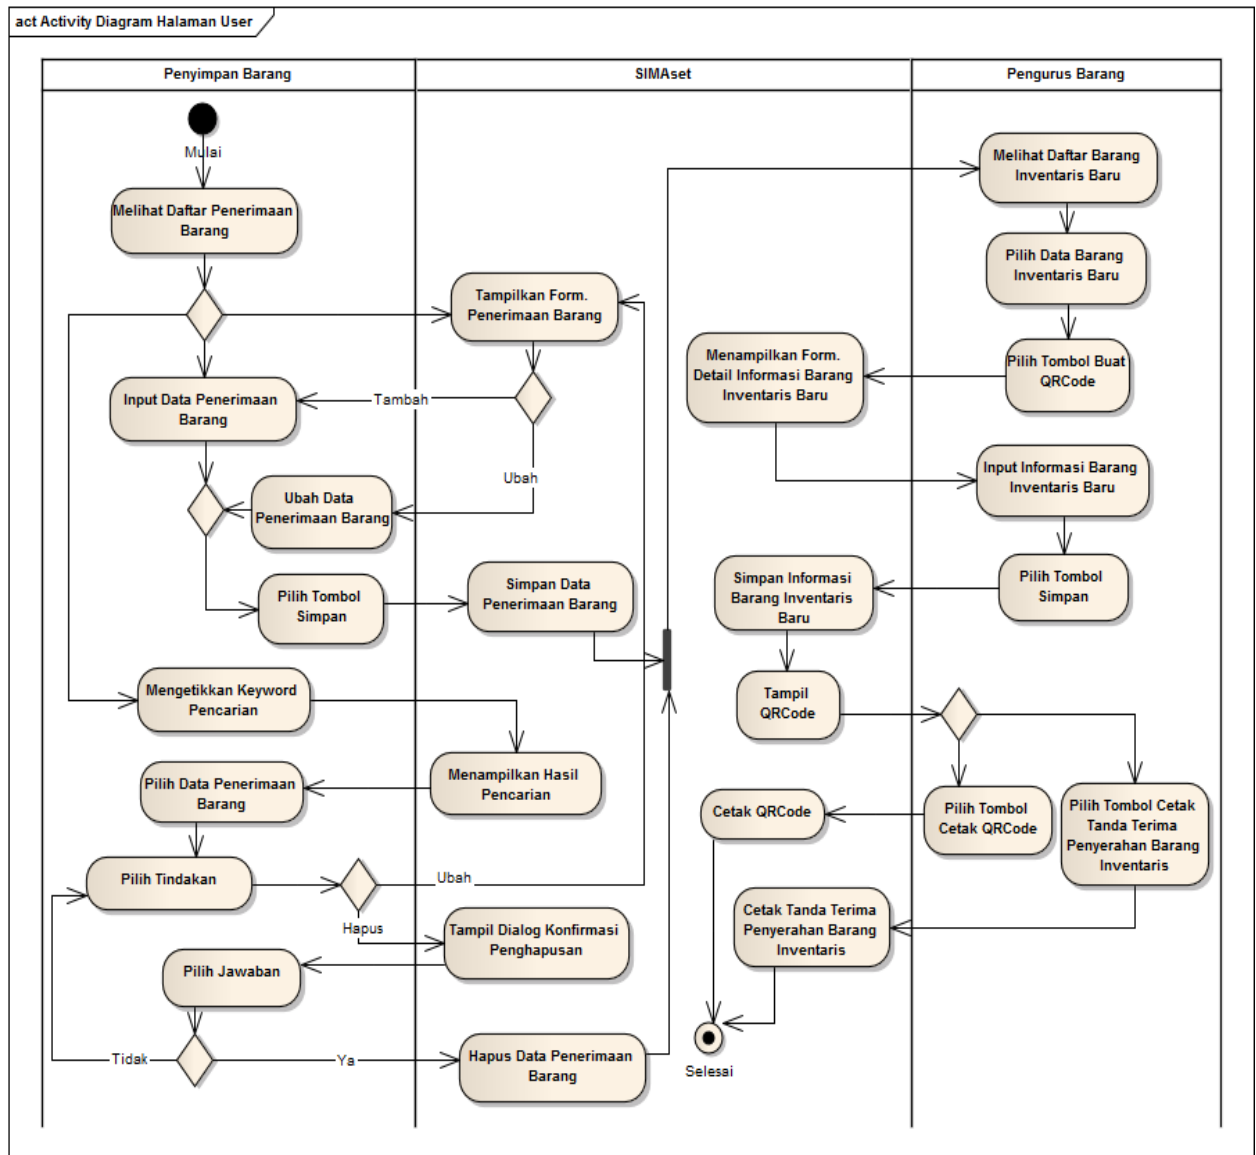 act Activity Diagram Halaman User
Penyimpan Barang
SIMAset
Pengurus Barang
Mulai
Melihat Daftar Penerimaan
Barang
Input Data Penerimaan
Barang
Ubah Data
Penerimaan Barang
Pilih Tombol
Simpan
Mengetikkan Keyword
Pencarian
Pilih Data Penerimaan
Barang
Pilih Tindakan
Ubah
Hapus
Pilih Jawaban
Tidak
Ya
Tampilkan Form.
Penerimaan Barang
Tambah
Ubah
Simpan Data
Penerimaan Barang
Menampilkan Hasil
Pencarian
Tampil Dialog Konfirmasi
Penghapusan
Hapus Data Penerimaan
Barang
Melihat Daftar Barang
Inventaris Baru
Pilih Data Barang
Inventaris Baru
Pilih Tombol Buat
QRCode
Menampilkan Form.
Detail Informasi Barang
Inventaris Baru
Input Informasi Barang
Inventaris Baru
Pilih Tombol
Simpan
Simpan Informasi
Barang Inventaris
Baru
Tampil
QRCode
Pilih Tombol
Cetak QRCode
Pilih Tombol Cetak
Tanda Terima
Penyerahan Barang
Inventaris
Cetak QRCode
Cetak Tanda Terima
Penyerahan Barang
Inventaris
Selesai